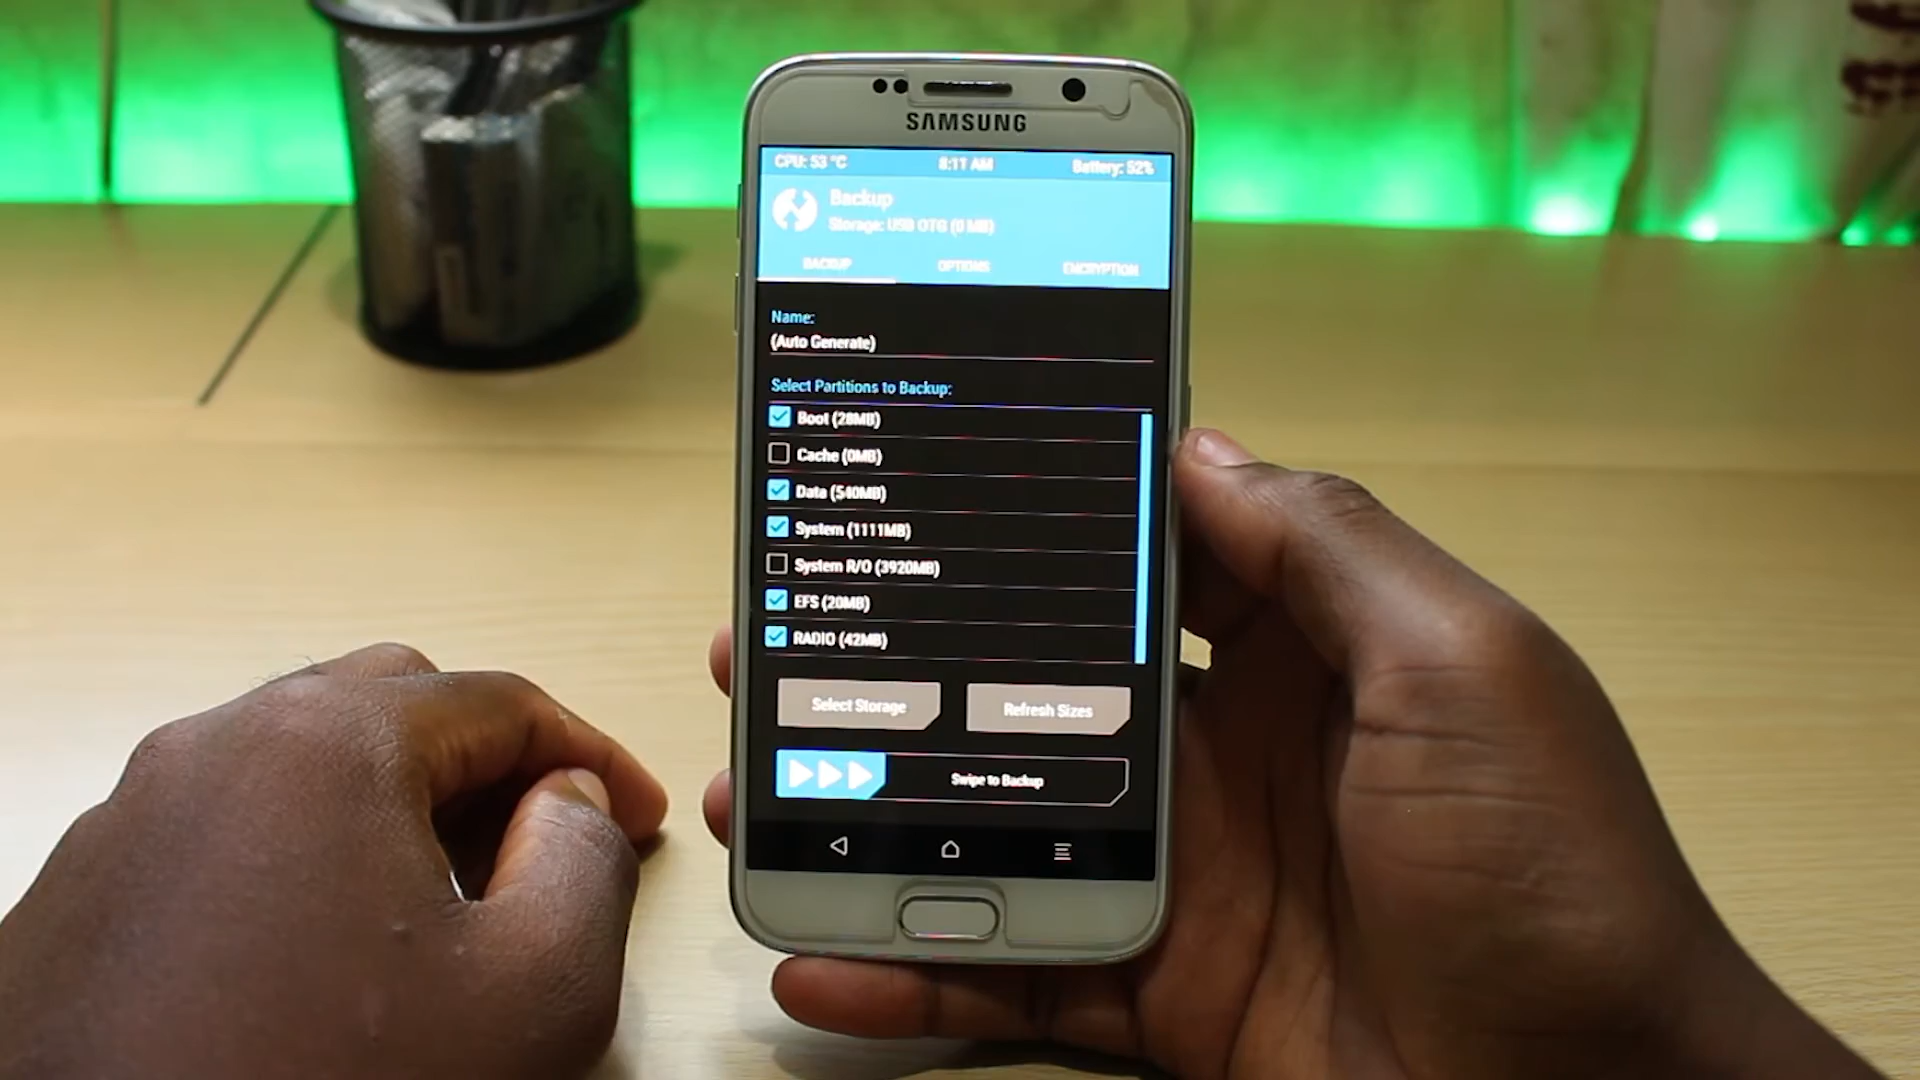 SAMSUNG
CPU: 53 °C
8:11 AM
Battery: 52%
Backup
Storage: USB OTG (0 MB)
BACKUP
OPTIONS
ENCRYPTION
Name:
(Auto Generate)
Select Partitions to Backup:
Boot (28MB)
Cache (0MB)
Data (540MB)
System (1111MB)
System R/O (3920MB)
EFS (20MB)
RADIO (42MB)
Select Storage
Refresh Sizes
Swipe to Backup